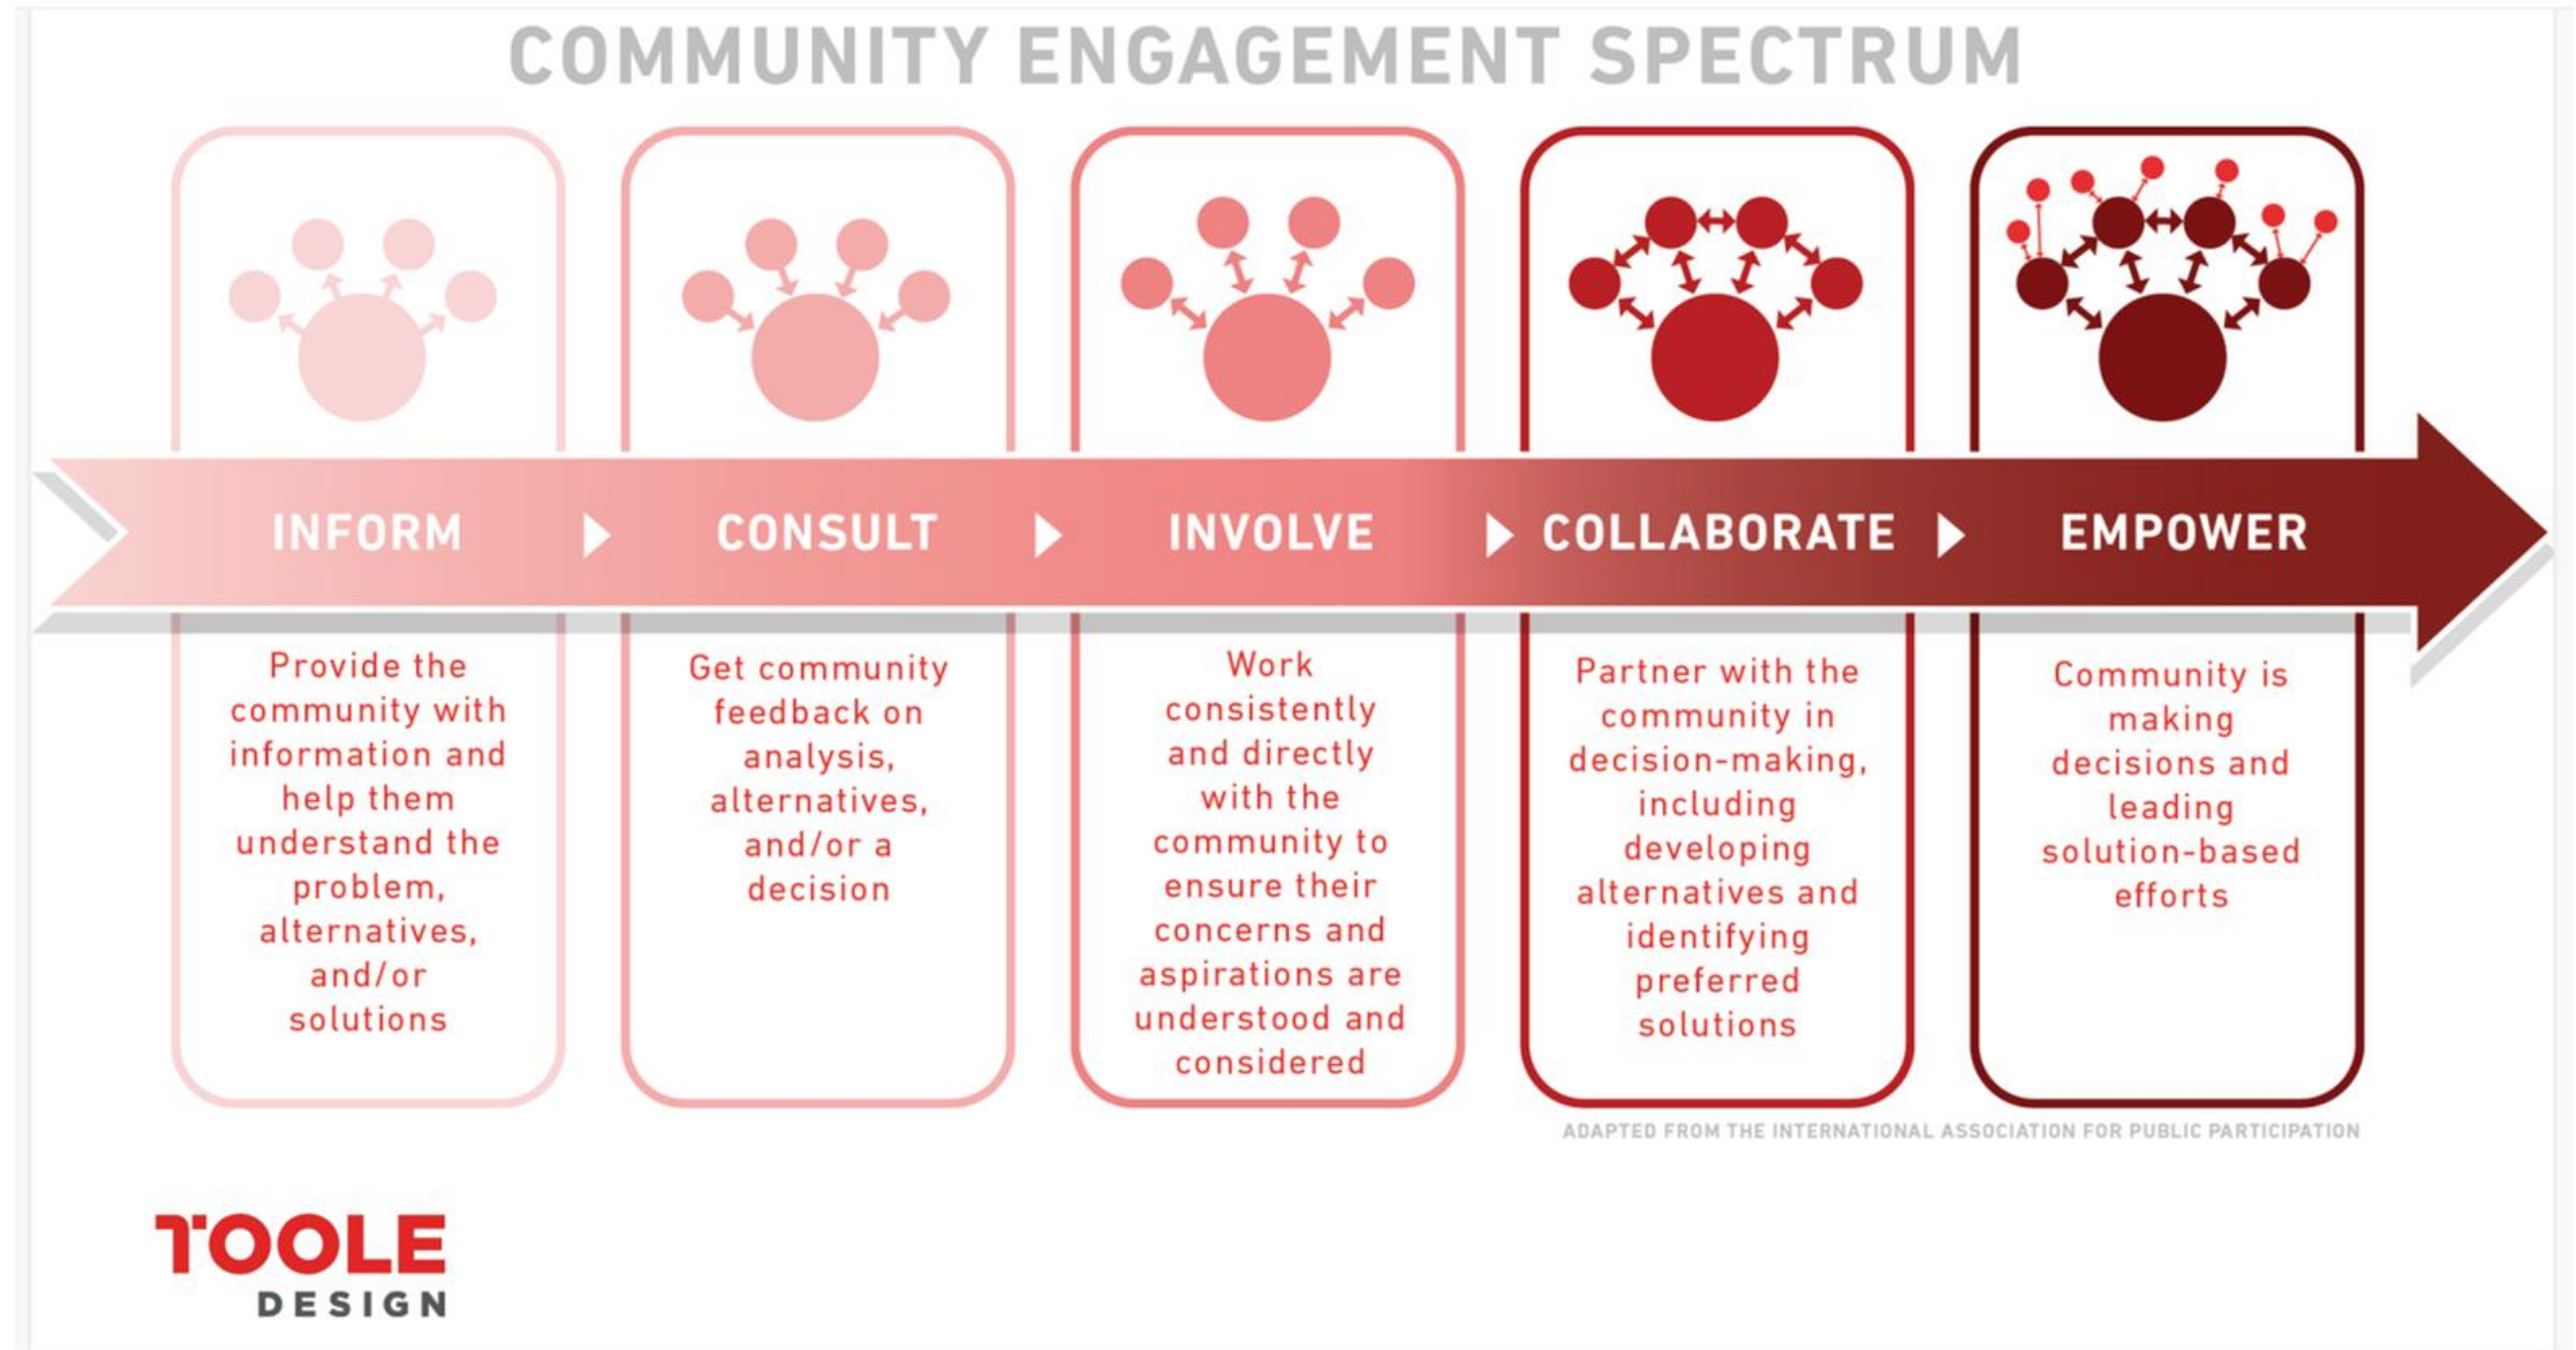 COMMUNITY ENGAGEMENT SPECTRUM
INFORM
CONSULT
INVOLVE
COLLABORATE
EMPOWER
Provide the
community with
information and
help them
understand the
problem,
alternatives,
and/or
solutions
Get community
feedback on
analysis,
alternatives,
and/or a
decision
Work
consistently
and directly
with the
community to
ensure their
concerns and
aspirations are
understood and
considered
Partner with the
community in
decision-making,
including
developing
alternatives and
identifying
preferred
solutions
Community is
making
decisions and
leading
solution-based
efforts
ADAPTED FROM THE INTERNATIONAL ASSOCIATION FOR PUBLIC PARTICIPATION
TOOLE
DESIGN